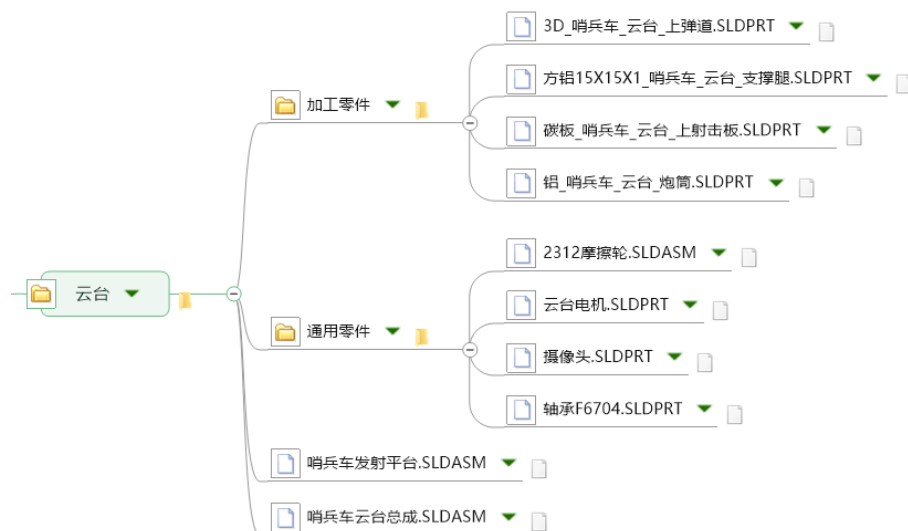 云台
加工零件
3D_哨兵车_云台_上弹道.SLDPRT
方铝15X15X1_哨兵车_云台_支撑腿.SLDPRT
碳板_哨兵车_云台_上射击板.SLDPRT
铝_哨兵车_云台_炮筒.SLDPRT
通用零件
2312摩擦轮.SLDASM
云台电机.SLDPRT
摄像头.SLDPRT
轴承F6704.SLDPRT
哨兵车发射平台.SLDASM
哨兵车云台总成.SLDASM